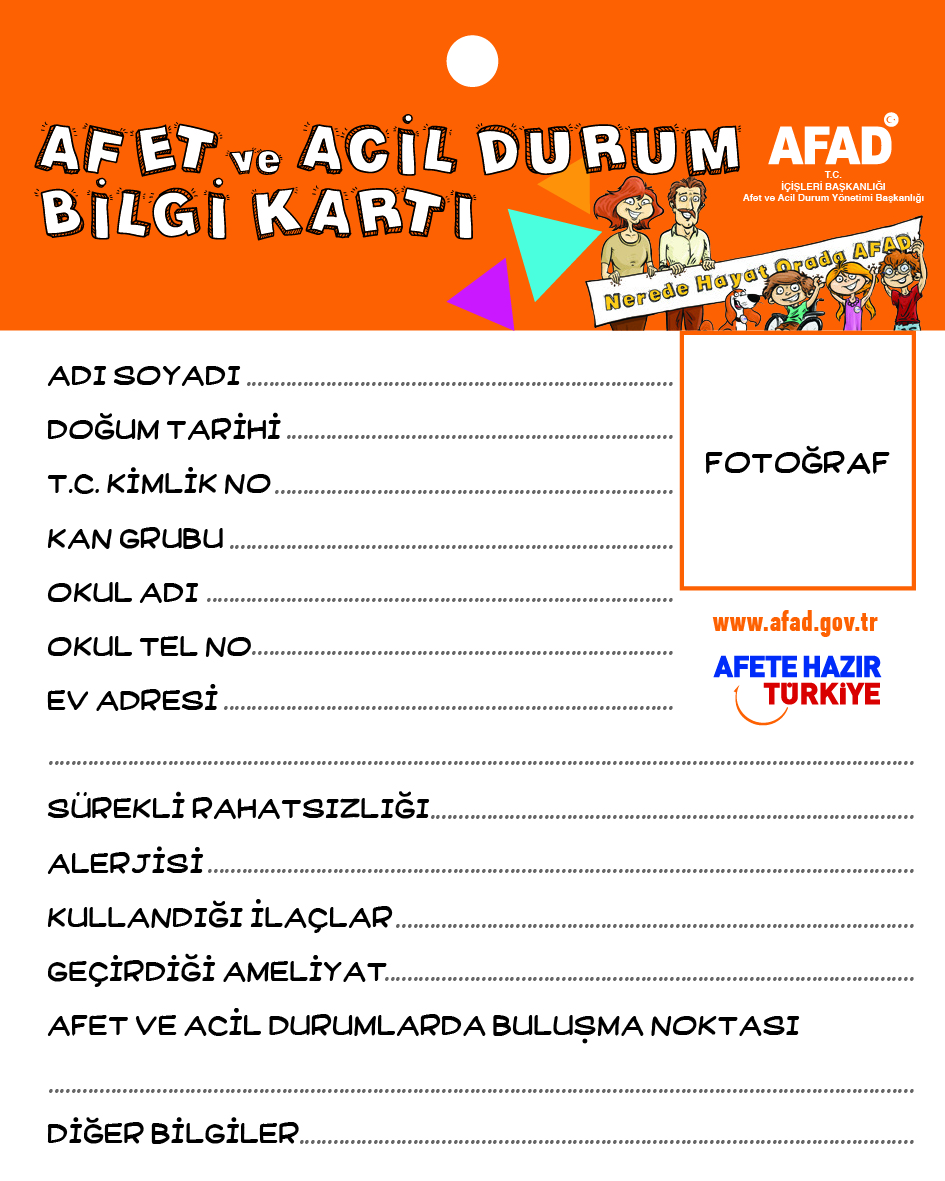 AFET ve ACİL DURUM
BİLGİ KARTI
AFAD
T.C.
İÇİŞLERİ BAŞKANLIĞI
Afet ve Acil Durum Yönetimi Başkanlığı
Nerede Hayat Orada AFAD
ADI SOYADI ................................................................
DOĞUM TARİHİ ................................................................
T.C. KİMLİK NO ................................................................
KAN GRUBU ................................................................
OKUL ADI ................................................................
OKUL TEL NO ................................................................
EV ADRESİ ................................................................
FOTOĞRAF
www.afad.gov.tr
AFETE HAZIR
TÜRKİYE
................................................................
SÜREKLİ RAHATSIZLIĞI ................................................................
ALERJİSİ ................................................................
KULLANDIĞI İLAÇLAR ................................................................
GEÇİRDİĞİ AMELİYAT ................................................................
AFET VE ACİL DURUMLARDA BULUŞMA NOKTASI
................................................................
DİĞER BİLGİLER ................................................................